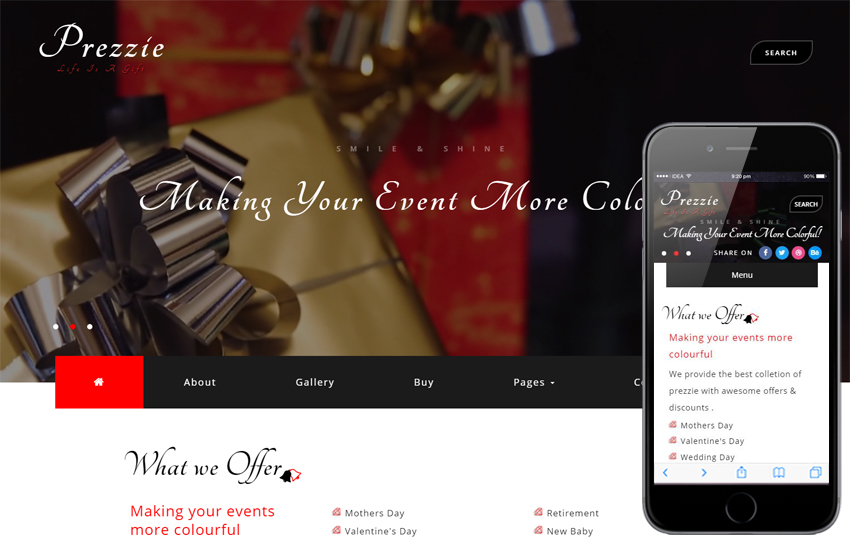 Prezzie
Life Is A Gift
SEARCH
SMILE & SHINE
Making Your Event More Colo
About
Gallery
Buy
Pages
Co
What we Offer
Making your events
more colourful
Mothers Day
Valentine's Day
Retirement
New Baby
IDEA
9:20 pm
90%
Prezzie
SEARCH
SMILE & SHINE
Making Your Event More Colorful!
SHARE ON
Menu
What we Offer
Making your events more
colourful
We provide the best colletion of
prezzie with awesome offers &
discounts .
Mothers Day
Valentine's Day
Wedding Day